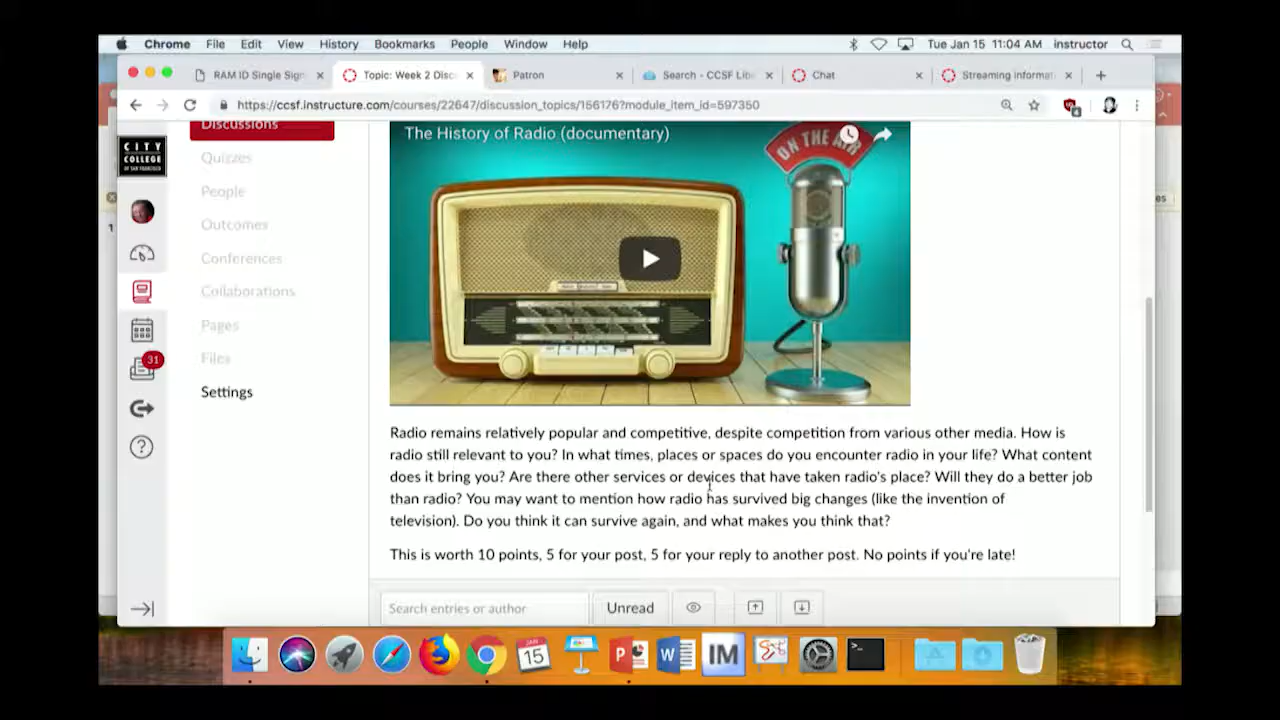 Chrome File Edit View History Bookmarks People Window Help Tue Jan 15 11:04 AM instructor
RAM ID Single Sign Topic: Week 2 Disc Patron Search - CCSF Lib Chat Streaming Informati
https://ccsf.instructure.com/courses/22647/discussion_topics/156176?module_item_id=597350
Discussions
Quizzes
People
Outcomes
Conferences
Collaborations
Pages
Files
Settings
CITY
COLLEGE
OF SAN FRANCISCO
31
1
es
The History of Radio (documentary)
ON THE AIR
Radio remains relatively popular and competitive, despite competition from various other media. How is
radio still relevant to you? In what times, places or spaces do you encounter radio in your life? What content
does it bring you? Are there other services or devices that have taken radio's place? Will they do a better job
than radio? You may want to mention how radio has survived big changes (like the invention of
television). Do you think it can survive again, and what makes you think that?
This is worth 10 points, 5 for your post, 5 for your reply to another post. No points if you're late!
Search entries or author Unread
JAN
15
P
W
IM